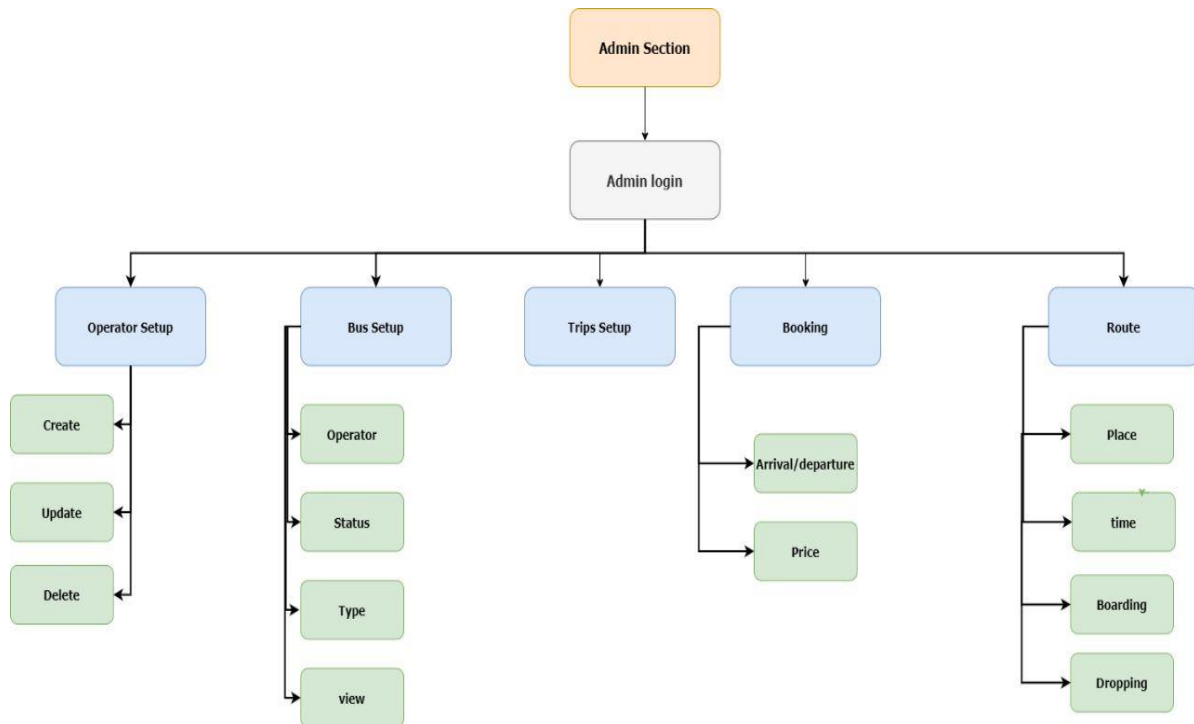 Admin Section
Admin login
Operator Setup
Bus Setup
Trips Setup
Booking
Route
Create
Update
Delete
Operator
Status
Type
view
Arrival/departure
Price
Place
time
Boarding
Dropping